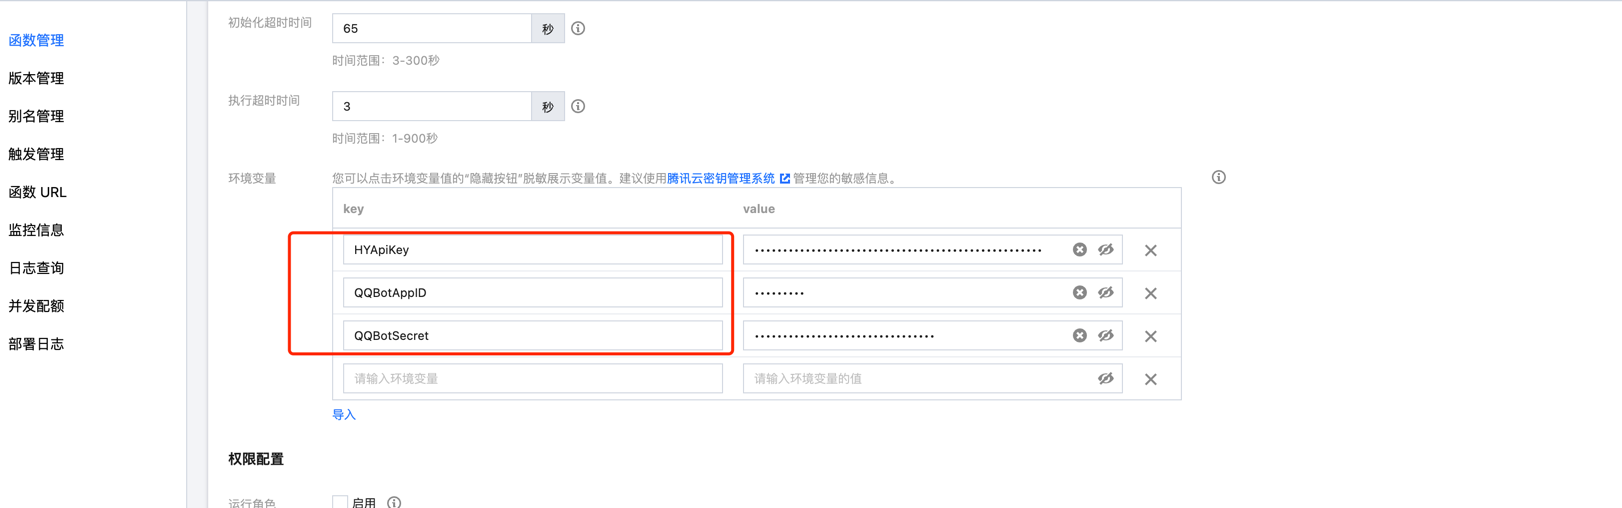 函数管理
版本管理
别名管理
触发管理
函数 URL
监控信息
日志查询
并发配额
部署日志
初始化超时时间
65
秒
时间范围：3-300秒
执行超时时间
3
秒
时间范围：1-900秒
环境变量
您可以点击环境变量值的“隐藏按钮”脱敏展示变量值。建议使用腾讯云密钥管理系统 管理您的敏感信息。
key value
HYApiKey
QQBotAppID
QQBotSecret
请输入环境变量 请输入环境变量的值
导入
权限配置
运行角色 启用